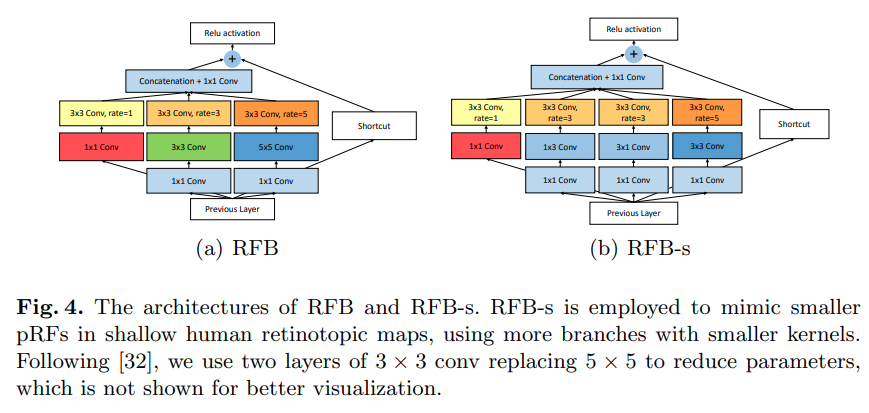 Relu activation
+
Concatenation + 1x1 Conv
3x3 Conv, rate=1
3x3 Conv, rate=3
3x3 Conv, rate=5
1x1 Conv
3x3 Conv
5x5 Conv
Shortcut
1x1 Conv
1x1 Conv
Previous Layer
(a) RFB
Relu activation
+
Concatenation + 1x1 Conv
3x3 Conv,
rate=1
3x3 Conv,
rate=3
3x3 Conv,
rate=3
3x3 Conv,
rate=5
1x1 Conv
1x3 Conv
3x1 Conv
3x3 Conv
Shortcut
1x1 Conv
1x1 Conv
1x1 Conv
Previous Layer
(b) RFB-s
Fig. 4. The architectures of RFB and RFB-s. RFB-s is employed to mimic smaller
pRFs in shallow human retinotopic maps, using more branches with smaller kernels.
Following [32], we use two layers of 3 × 3 conv replacing 5 × 5 to reduce parameters,
which is not shown for better visualization.